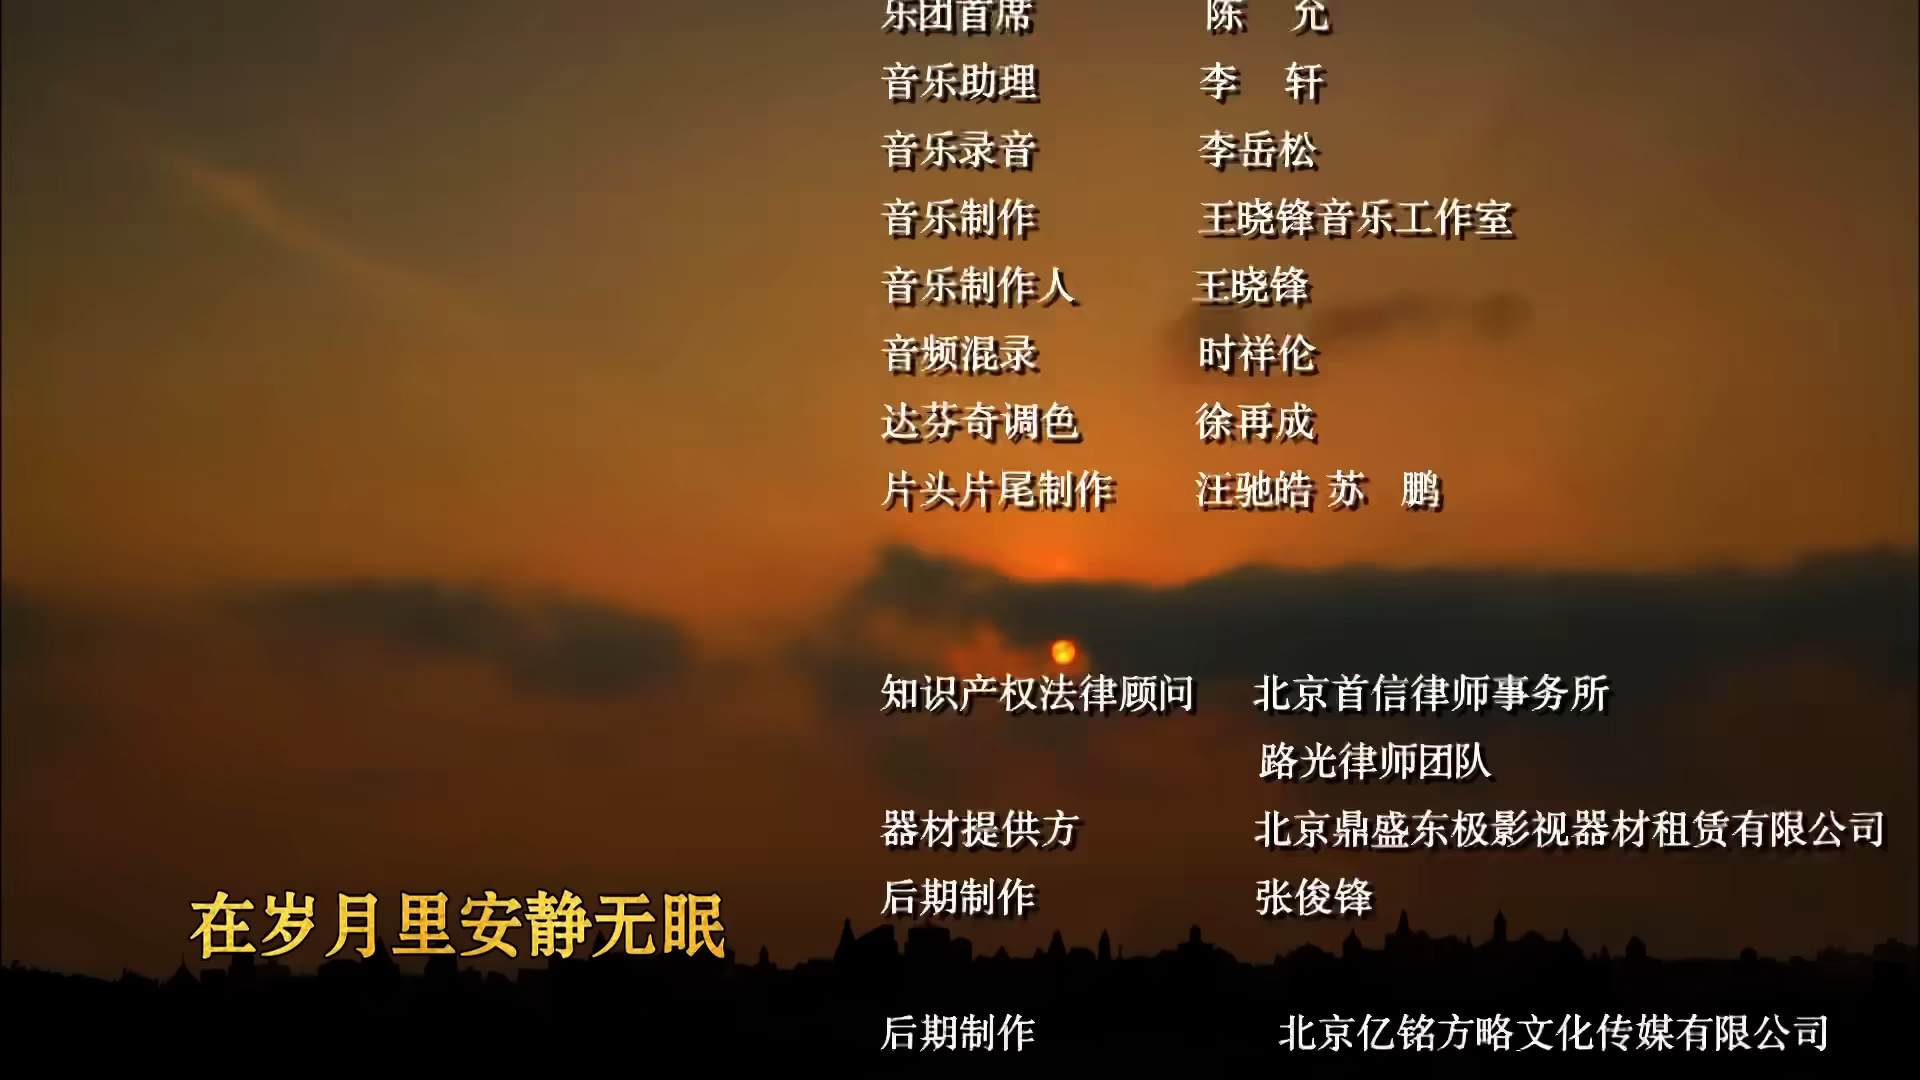 乐团首席 陈 允
音乐助理 李 轩
音乐录音 李岳松
音乐制作 王晓锋音乐工作室
音乐制作人 王晓锋
音频混录 时祥伦
达芬奇调色 徐再成
片头片尾制作 汪驰皓 苏 鹏
知识产权法律顾问 北京首信律师事务所
路光律师团队
器材提供方 北京鼎盛东极影视器材租赁有限公司
后期制作 张俊锋
在岁月里安静无眠
后期制作 北京亿铭方略文化传媒有限公司